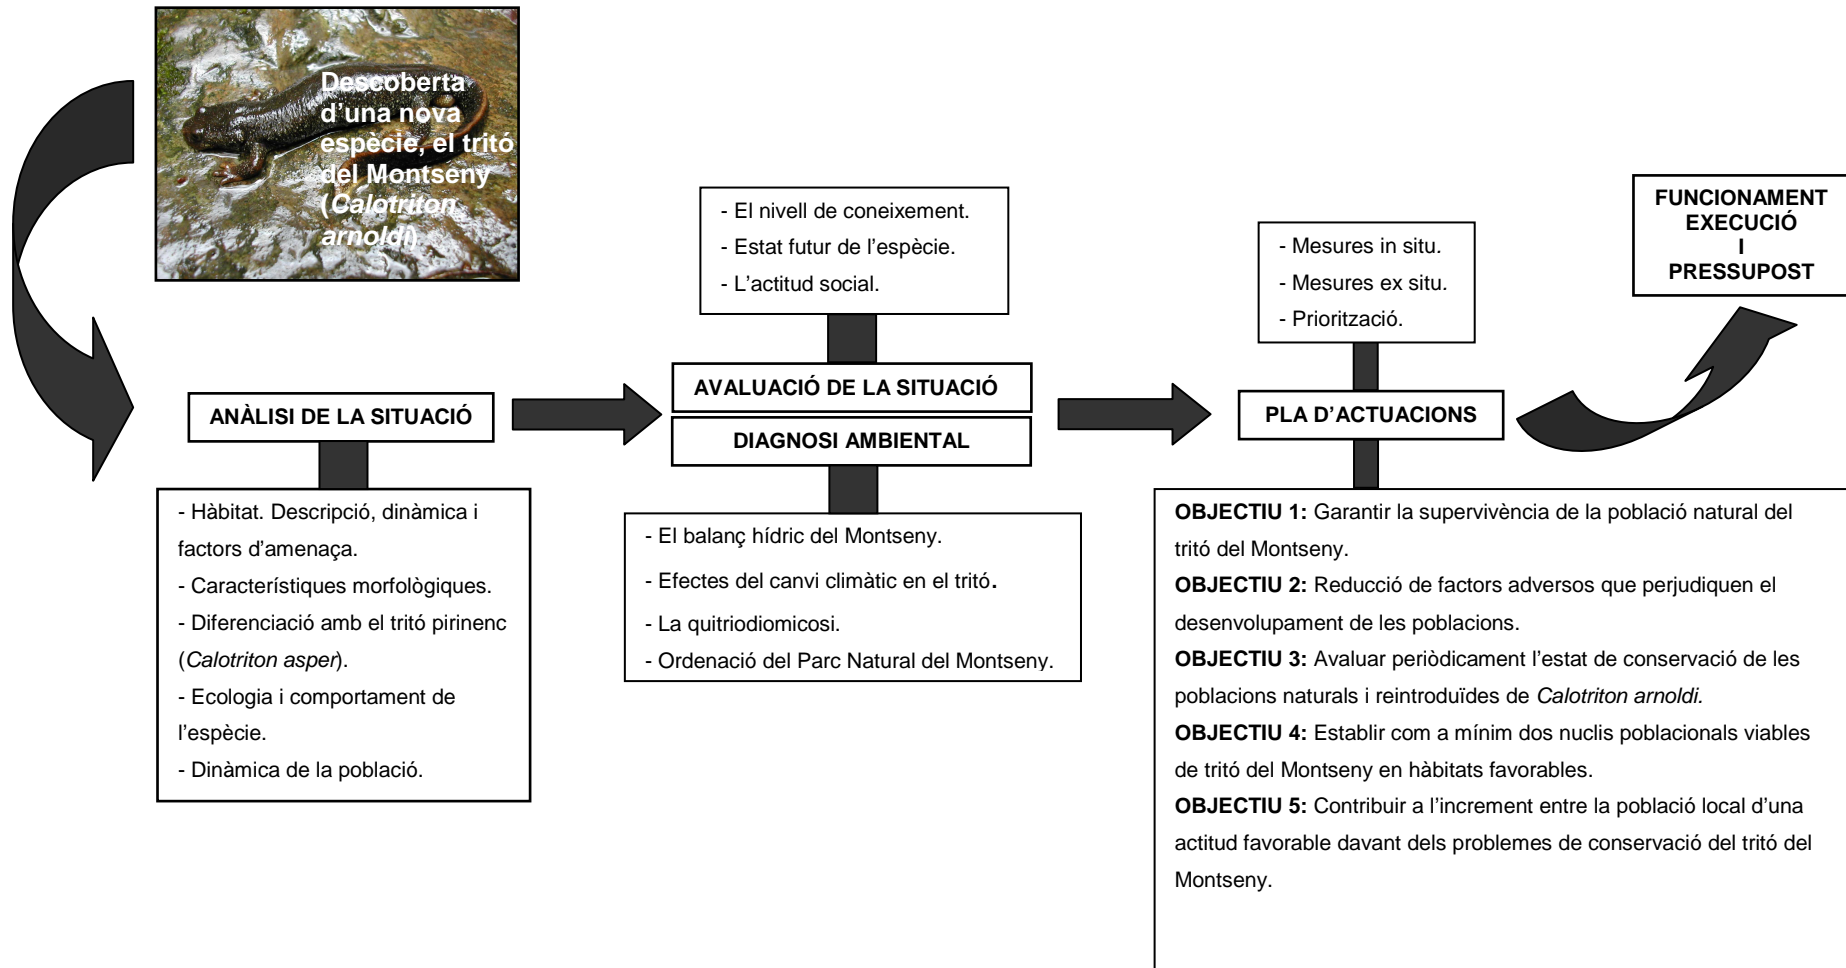 Descoberta
d'una nova
espècie, el tritó
del Montseny
(Calotriton
arnoldi)
ANÀLISI DE LA SITUACIÓ
- Hàbitat. Descripció, dinàmica i
factors d'amenaça.
- Característiques morfològiques.
- Diferenciació amb el tritó pirinenc
(Calotriton asper).
- Ecologia i comportament de
l'espècie.
- Dinàmica de la població.
- El nivell de coneixement.
- Estat futur de l'espècie.
- L'actitud social.
AVALUACIÓ DE LA SITUACIÓ
DIAGNOSI AMBIENTAL
- El balanç hídric del Montseny.
- Efectes del canvi climàtic en el tritó.
- La quitriodiomicosi.
- Ordenació del Parc Natural del Montseny.
- Mesures in situ.
- Mesures ex situ.
- Priorització.
PLA D'ACTUACIONS
OBJECTIU 1: Garantir la supervivència de la població natural del
tritó del Montseny.
OBJECTIU 2: Reducció de factors adversos que perjudiquen el
desenvolupament de les poblacions.
OBJECTIU 3: Avaluar periòdicament l'estat de conservació de les
poblacions naturals i reintroduïdes de Calotriton arnoldi.
OBJECTIU 4: Establir com a mínim dos nuclis poblacionals viables
de tritó del Montseny en hàbitats favorables.
OBJECTIU 5: Contribuir a l'increment entre la població local d'una
actitud favorable davant dels problemes de conservació del tritó del
Montseny.
FUNCIONAMENT
EXECUCIÓ
I
PRESSUPOST